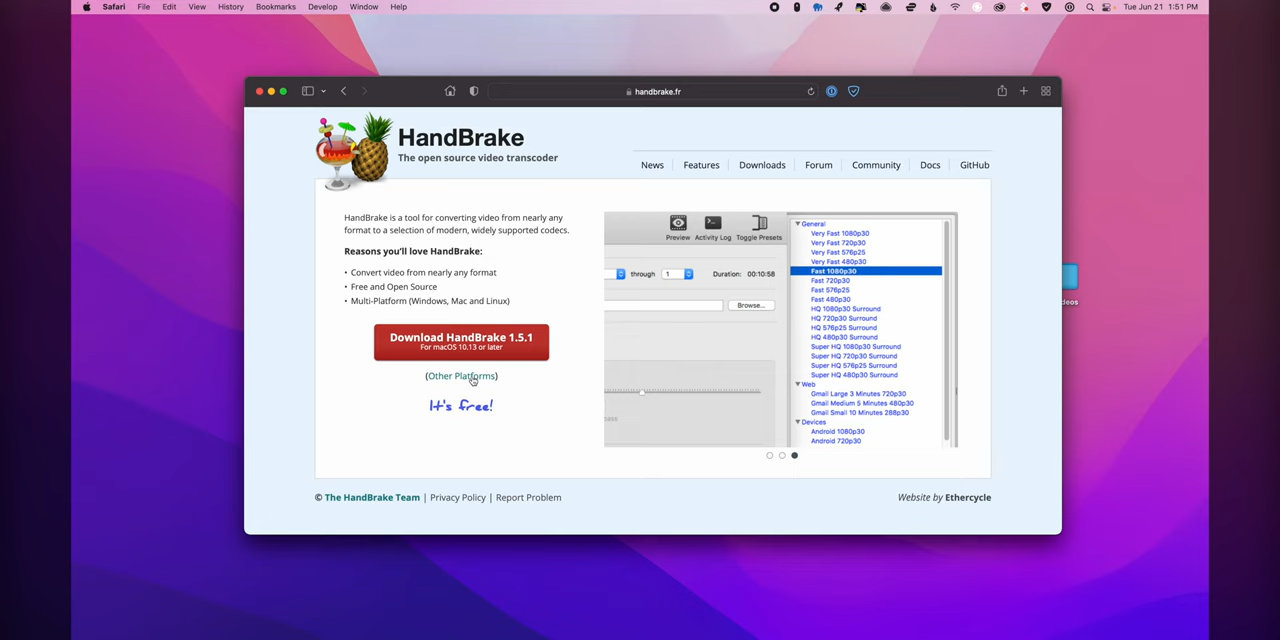 Safari File Edit View History Bookmarks Develop Window Help
Tue Jun 21 1:51 PM
handbrake.fr
HandBrake
The open source video transcoder
News Features Downloads Forum Community Docs GitHub
HandBrake is a tool for converting video from nearly any
format to a selection of modern, widely supported codecs.
Reasons you'll love HandBrake:
• Convert video from nearly any format
• Free and Open Source
• Multi-Platform (Windows, Mac and Linux)
Download HandBrake 1.5.1
For macOS 10.13 or later
(Other Platforms)
It's free!
Preview Activity Log Toggle Presets
through 1 Duration: 00:10:58
Browse...
General
Very Fast 1080p30
Very Fast 720p30
Very Fast 576p25
Very Fast 480p30
Fast 1080p30
Fast 720p30
Fast 576p25
Fast 480p30
HQ 1080p30 Surround
HQ 720p30 Surround
HQ 576p25 Surround
HQ 480p30 Surround
Super HQ 1080p30 Surround
Super HQ 720p30 Surround
Super HQ 576p25 Surround
Super HQ 480p30 Surround
Web
Gmail Large 3 Minutes 720p30
Gmail Medium 5 Minutes 480p30
Gmail Small 10 Minutes 288p30
Devices
Android 1080p30
Android 720p30
deos
© The HandBrake Team | Privacy Policy | Report Problem
Website by Ethercycle